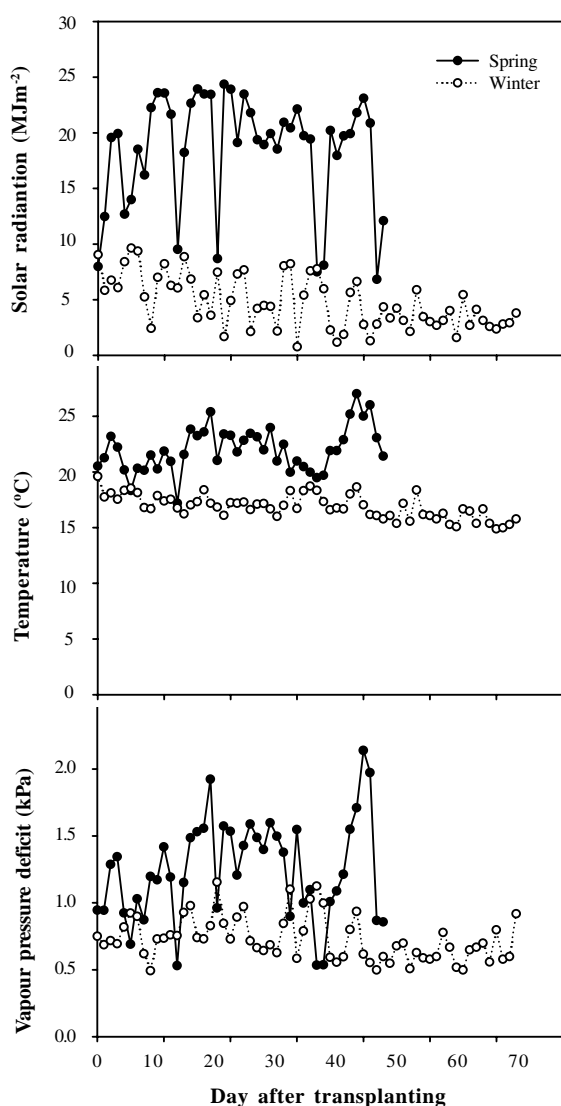 30
25
20
15
10
5
0
Solar radiantion (MJm-2)
Spring
Winter
25
20
15
10
5
0
Temperature (ºC)
2.0
1.5
1.0
0.5
0.0
Vapour pressure deficit (kPa)
0 10 20 30 40 50 60 70
Day after transplanting